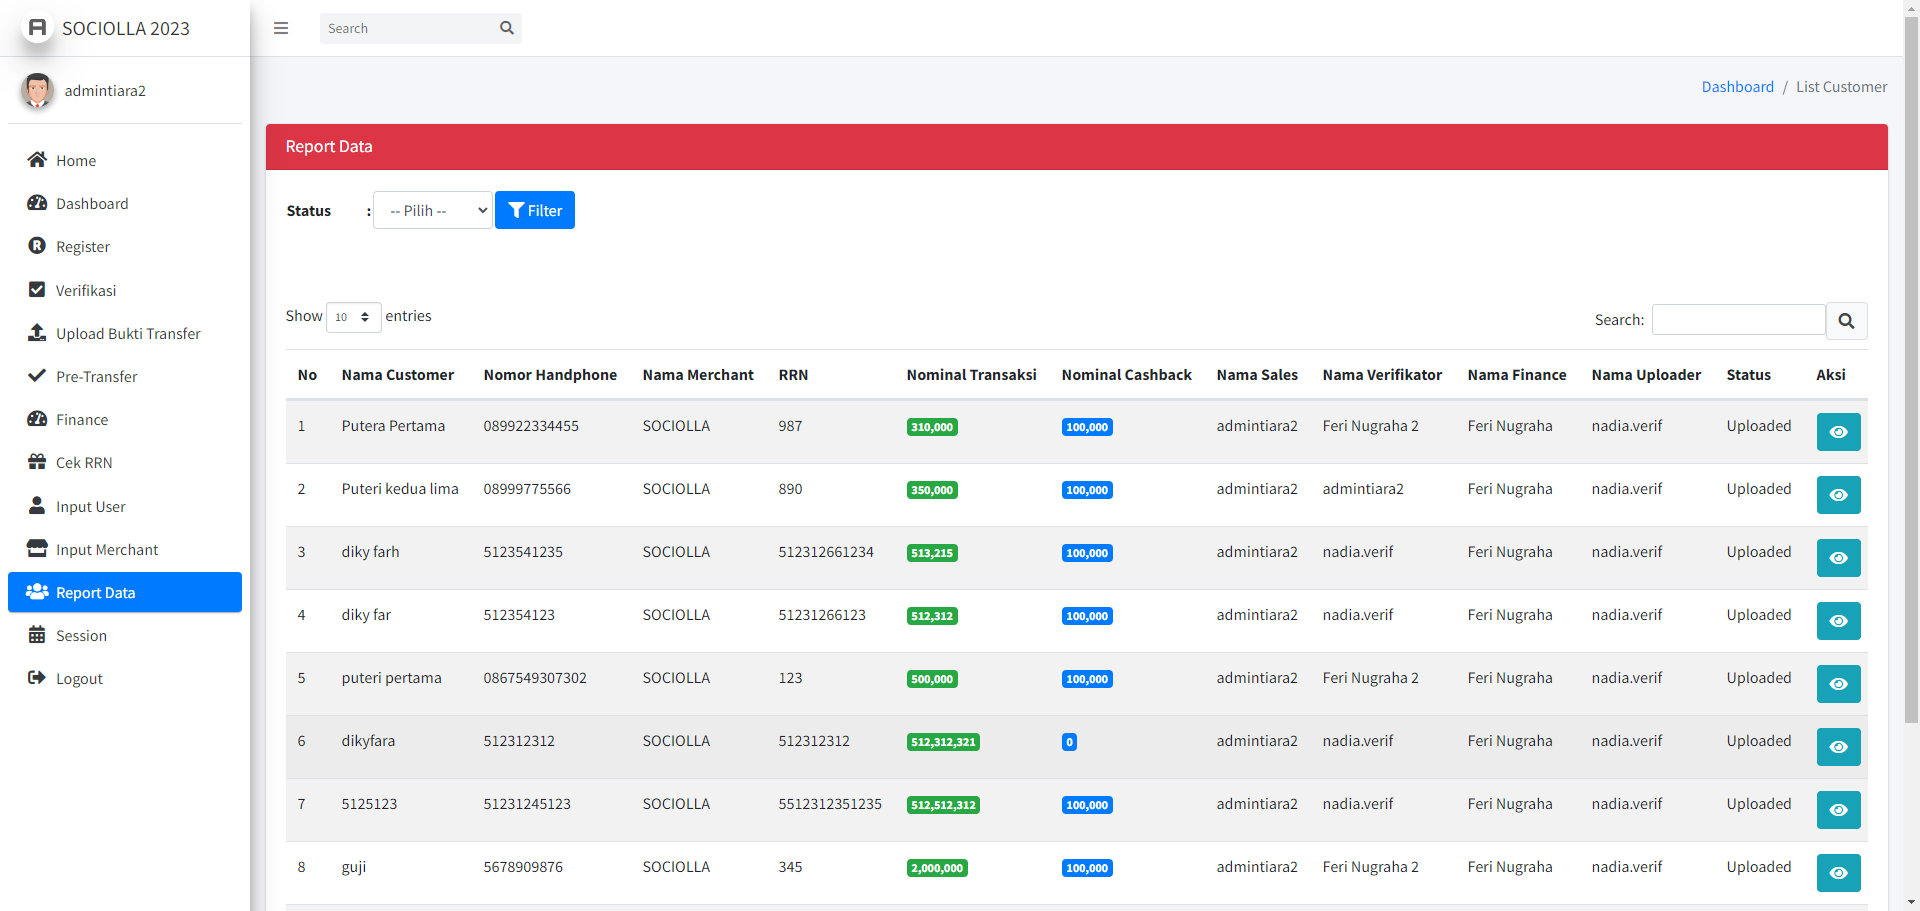 SOCIOLLA 2023
Search
admintiara2
Dashboard / List Customer
Home
Dashboard
Register
Verifikasi
Upload Bukti Transfer
Pre-Transfer
Finance
Cek RRN
Input User
Input Merchant
Report Data
Session
Logout
Report Data
Status : -- Pilih -- Filter
Show 10 entries Search:
No Nama Customer Nomor Handphone Nama Merchant RRN Nominal Transaksi Nominal Cashback Nama Sales Nama Verifikator Nama Finance Nama Uploader Status Aksi
1 Putera Pertama 089922334455 SOCIOLLA 987 310,000 100,000 admintiara2 Feri Nugraha 2 Feri Nugraha nadia.verif Uploaded
2 Puteri kedua lima 08999775566 SOCIOLLA 890 350,000 100,000 admintiara2 admintiara2 Feri Nugraha nadia.verif Uploaded
3 diky farh 5123541235 SOCIOLLA 512312661234 513,215 100,000 admintiara2 nadia.verif Feri Nugraha nadia.verif Uploaded
4 diky far 512354123 SOCIOLLA 51231266123 512,312 100,000 admintiara2 nadia.verif Feri Nugraha nadia.verif Uploaded
5 puteri pertama 0867549307302 SOCIOLLA 123 500,000 100,000 admintiara2 Feri Nugraha 2 Feri Nugraha nadia.verif Uploaded
6 dikyfara 512312312 SOCIOLLA 512312312 512,312,321 0 admintiara2 nadia.verif Feri Nugraha nadia.verif Uploaded
7 5125123 51231245123 SOCIOLLA 5512312351235 512,512,312 100,000 admintiara2 nadia.verif Feri Nugraha nadia.verif Uploaded
8 guji 5678909876 SOCIOLLA 345 2,000,000 100,000 admintiara2 Feri Nugraha 2 Feri Nugraha nadia.verif Uploaded